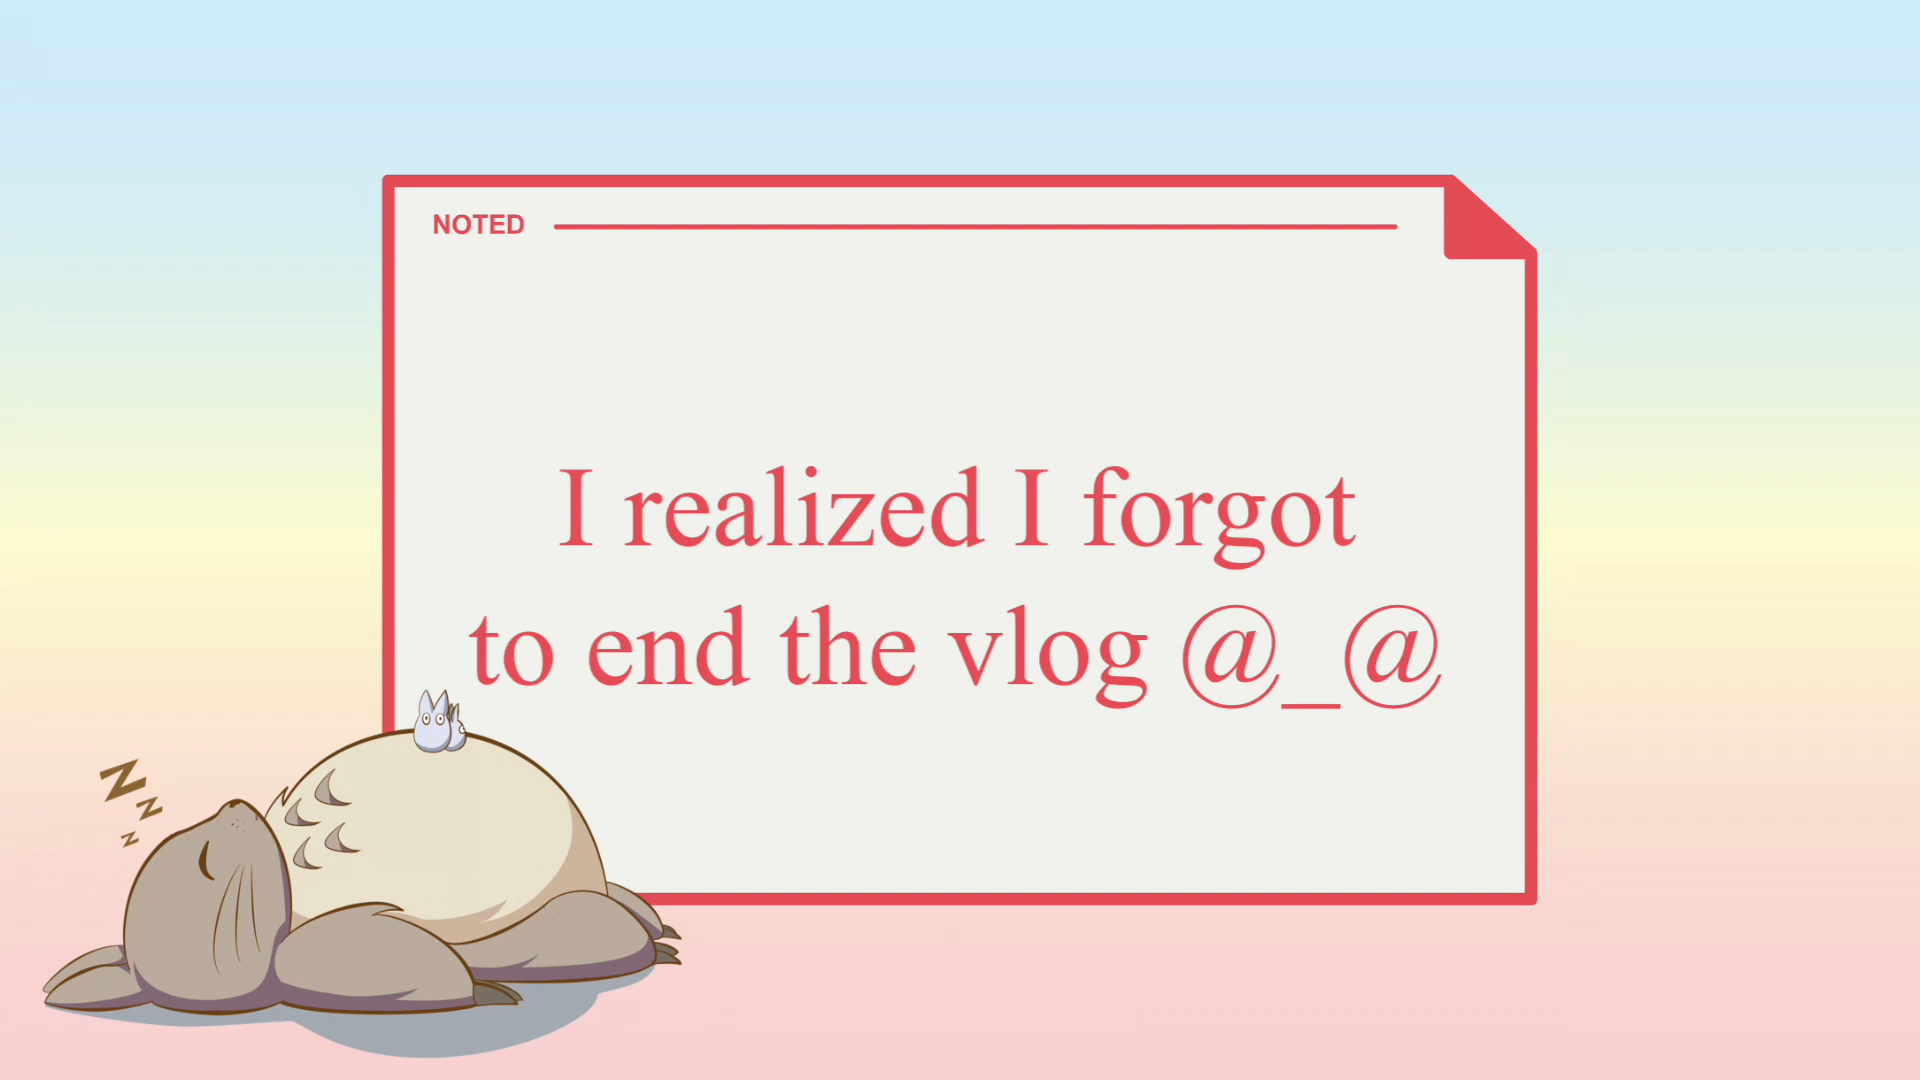 NOTED
I realized I forgot
to end the vlog @_@
z
z
z